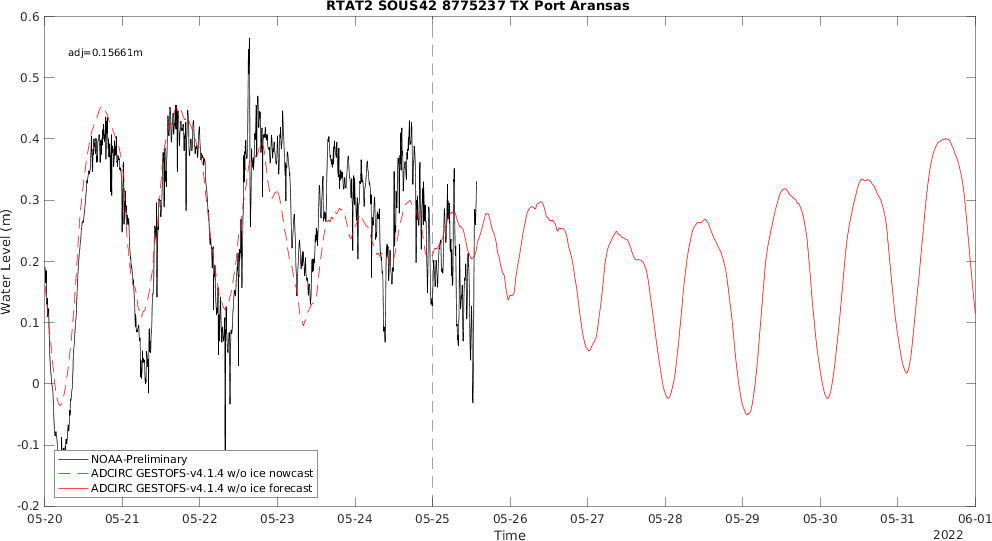 RTAT2 SOUS42 8775237 TX Port Aransas
adj=0.15661m
0.6
0.5
0.4
0.3
0.2
0.1
0
-0.1
-0.2
Water Level (m)
NOAA-Preliminary
ADCIRC GESTOFS-v4.1.4 w/o ice nowcast
ADCIRC GESTOFS-v4.1.4 w/o ice forecast
05-20 05-21 05-22 05-23 05-24 05-25 05-26 05-27 05-28 05-29 05-30 05-31 06-01
Time
2022